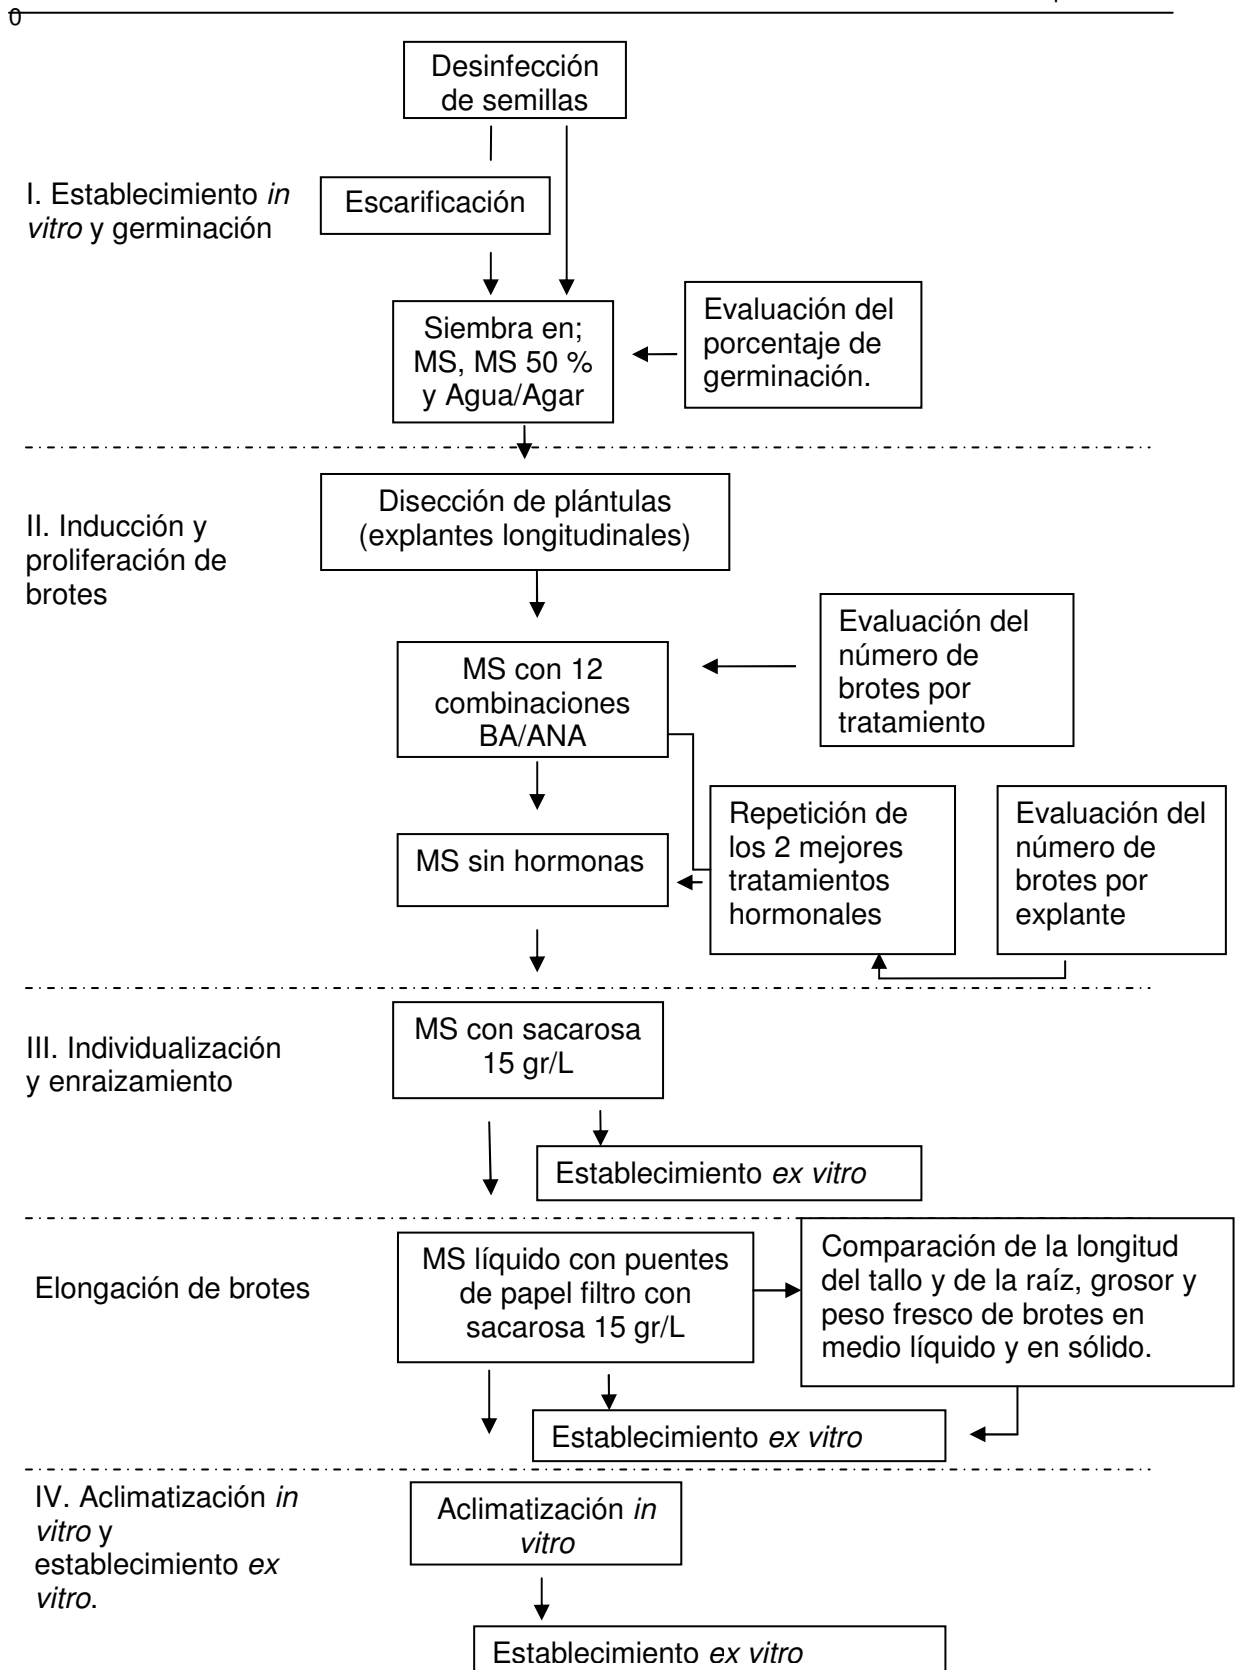 0
Desinfección
de semillas
I. Establecimiento in
vitro y germinación
Escarificación
Siembra en;
MS, MS 50 %
y Agua/Agar
Evaluación del
porcentaje de
germinación.
Disección de plántulas
(explantes longitudinales)
II. Inducción y
proliferación de
brotes
Evaluación del
número de
brotes por
tratamiento
MS con 12
combinaciones
BA/ANA
Repetición de
los 2 mejores
tratamientos
hormonales
Evaluación del
número de
brotes por
explante
MS sin hormonas
III. Individualización
y enraizamiento
MS con sacarosa
15 gr/L
Establecimiento ex vitro
Elongación de brotes
MS líquido con puentes
de papel filtro con
sacarosa 15 gr/L
Comparación de la longitud
del tallo y de la raíz, grosor y
peso fresco de brotes en
medio líquido y en sólido.
Establecimiento ex vitro
IV. Aclimatización in
vitro y
establecimiento ex
vitro.
Aclimatización in
vitro
Establecimiento ex vitro